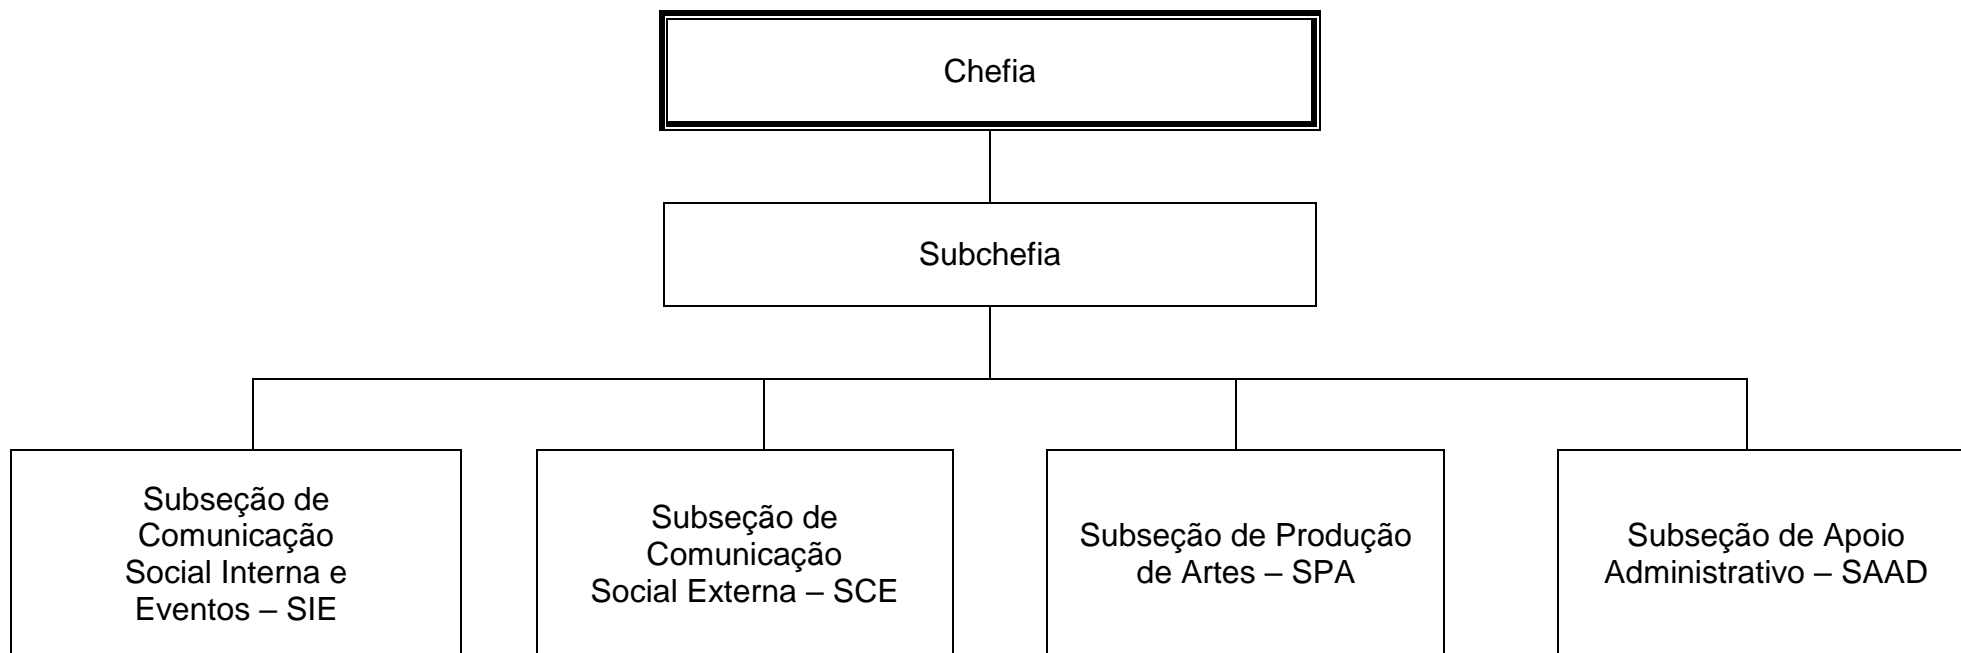 Chefia
Subchefia
Subseção de
Comunicação
Social Interna e
Eventos – SIE
Subseção de
Comunicação
Social Externa – SCE
Subseção de Produção
de Artes – SPA
Subseção de Apoio
Administrativo – SAAD